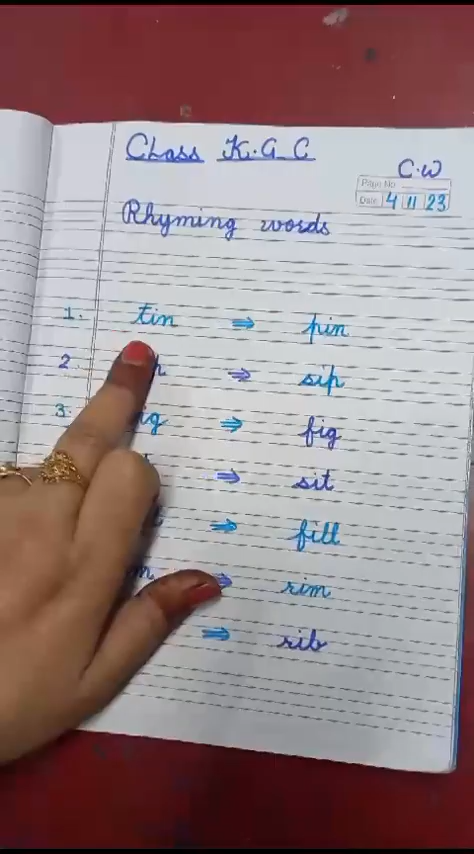 Class K.G C
C.W
Page No
Date 4 11 23
Rhyming words
1. tin ⇒ pin
2. ⇒ sip
3. ⇒ fig
⇒ sit
⇒ fill
⇒ rim
⇒ rib